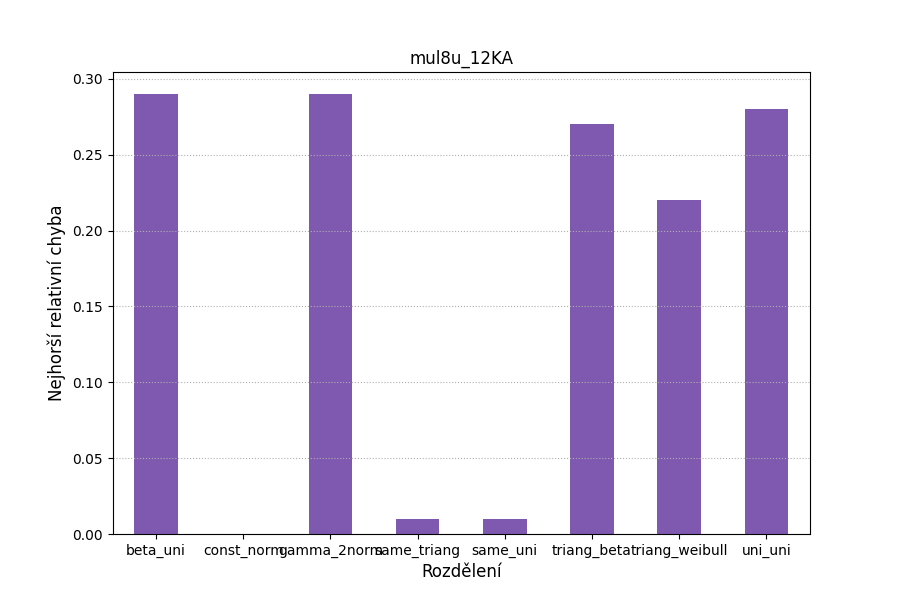 mul8u_12KA
Nejhorší relativní chyba
0.30
0.25
0.20
0.15
0.10
0.05
0.00
beta_uni const_norm gamma_2norm same_triang same_uni triang_beta triang_weibull uni_uni
Rozdělení